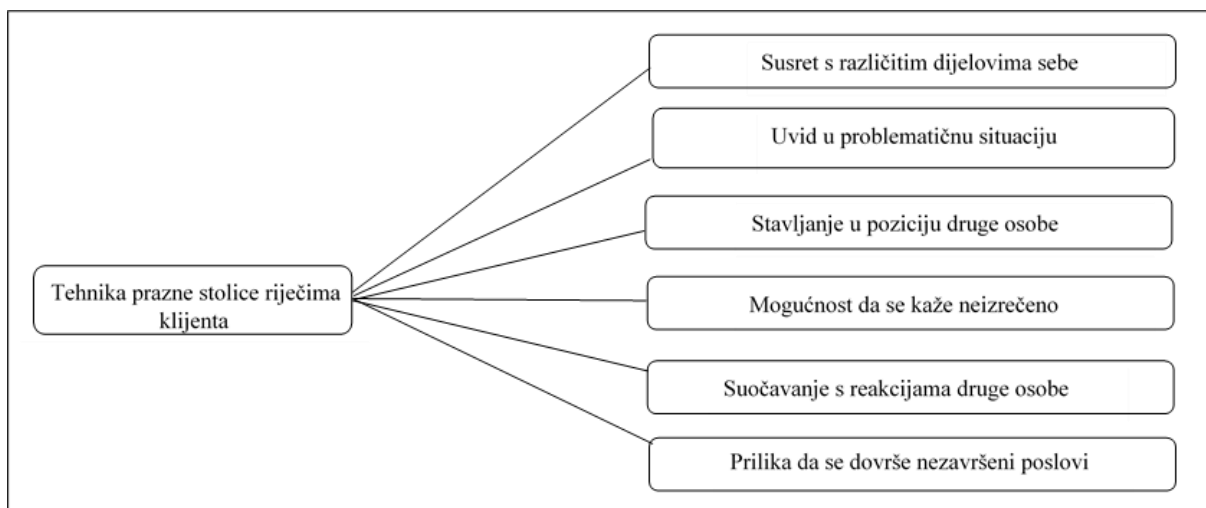 Susret s različitim dijelovima sebe
Uvid u problematičnu situaciju
Stavljanje u poziciju druge osobe
Tehnika prazne stolice riječima
klijenta
Mogućnost da se kaže neizrečeno
Suočavanje s reakcijama druge osobe
Prilika da se dovrše nezavršeni poslovi